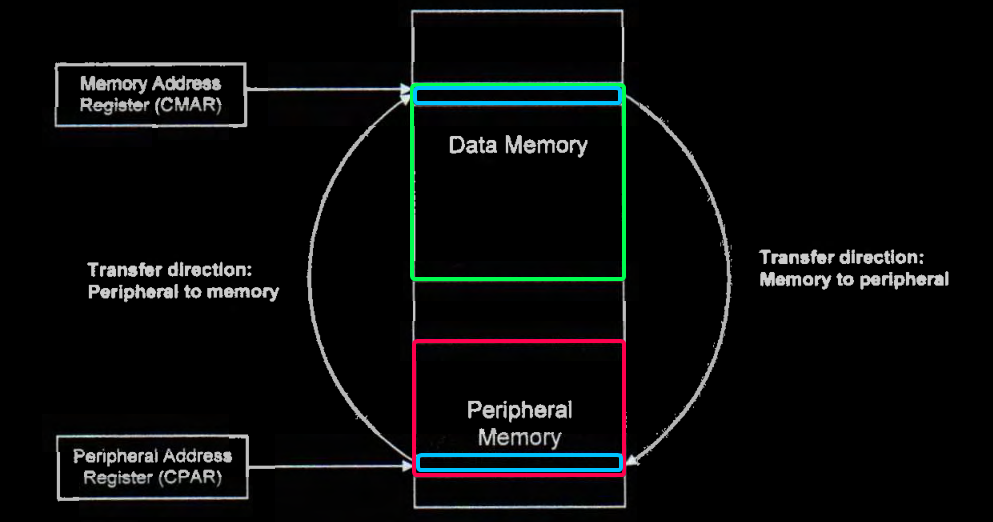 Memory Address
Register (CMAR)
Data Memory
Transfer direction:
Peripheral to memory
Transfer direction:
Memory to peripheral
Peripheral
Memory
Peripheral Address
Register (CPAR)